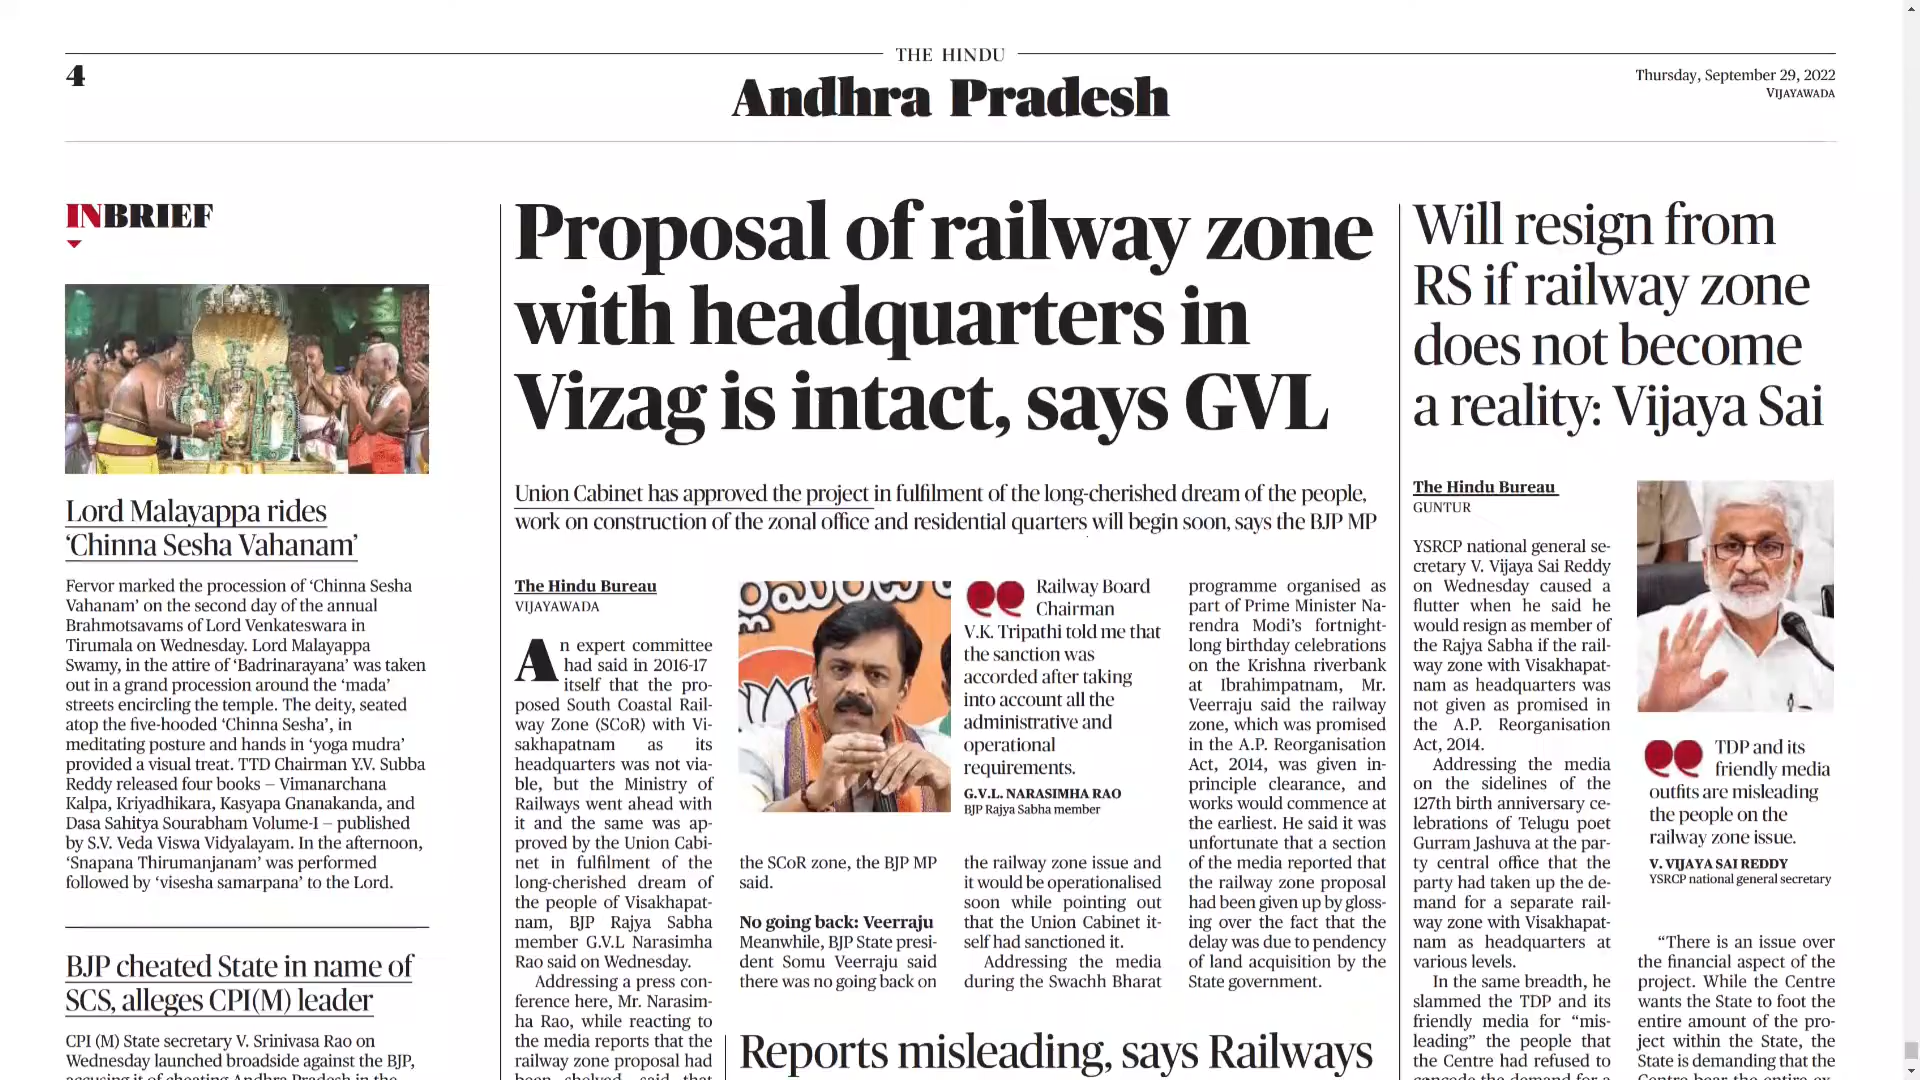 THE HINDU
4
Andhra Pradesh
Thursday, September 29, 2022
VIJAYAWADA
INBRIEF
Lord Malayappa rides
‘Chinna Sesha Vahanam’
Fervor marked the procession of ‘Chinna Sesha
Vahanam’ on the second day of the annual
Brahmotsavams of Lord Venkateswara in
Tirumala on Wednesday. Lord Malayappa
Swamy, in the attire of ‘Badrinarayana’ was taken
out in a grand procession around the ‘mada’
streets encircling the temple. The deity, seated
atop the five-hooded ‘Chinna Sesha’, in
meditating posture and hands in ‘yoga mudra’
provided a visual treat. TTD Chairman Y.V. Subba
Reddy released four books – Vimanarchana
Kalpa, Kriyadhikara, Kasyapa Gnanakanda, and
Dasa Sahitya Sourabham Volume-I – published
by S.V. Veda Viswa Vidyalayam. In the afternoon,
‘Snapana Thirumanjanam’ was performed
followed by ‘visesha samarpana’ to the Lord.
BJP cheated State in name of
SCS, alleges CPI(M) leader
CPI (M) State secretary V. Srinivasa Rao on
Wednesday launched broadside against the BJP,
accusing it of cheating Andhra Pradesh in the
Proposal of railway zone
with headquarters in
Vizag is intact, says GVL
Union Cabinet has approved the project in fulfilment of the long-cherished dream of the people,
work on construction of the zonal office and residential quarters will begin soon, says the BJP MP
The Hindu Bureau
VIJAYAWADA
An expert committee
had said in 2016-17
itself that the pro-
posed South Coastal Rail-
way Zone (SCoR) with Vi-
sakhapatnam as its
headquarters was not via-
ble, but the Ministry of
Railways went ahead with
it and the same was ap-
proved by the Union Cabi-
net in fulfilment of the
long-cherished dream of
the people of Visakhapat-
nam, BJP Rajya Sabha
member G.V.L Narasimha
Rao said on Wednesday.
Addressing a press con-
ference here, Mr. Narasim-
ha Rao, while reacting to
the media reports that the
railway zone proposal had
been shelved, said that
Railway Board
Chairman
V.K. Tripathi told me that
the sanction was
accorded after taking
into account all the
administrative and
operational
requirements.
G.V.L. NARASIMHA RAO
BJP Rajya Sabha member
the SCoR zone, the BJP MP
said.
No going back: Veerraju
Meanwhile, BJP State presi-
dent Somu Veerraju said
there was no going back on
the railway zone issue and
it would be operationalised
soon while pointing out
that the Union Cabinet it-
self had sanctioned it.
Addressing the media
during the Swachh Bharat
programme organised as
part of Prime Minister Na-
rendra Modi’s fortnight-
long birthday celebrations
on the Krishna riverbank
at Ibrahimpatnam, Mr.
Veerraju said the railway
zone, which was promised
in the A.P. Reorganisation
Act, 2014, was given in-
principle clearance, and
works would commence at
the earliest. He said it was
unfortunate that a section
of the media reported that
the railway zone proposal
had been given up by gloss-
ing over the fact that the
delay was due to pendency
of land acquisition by the
State government.
Reports misleading, says Railways
Will resign from
RS if railway zone
does not become
a reality: Vijaya Sai
The Hindu Bureau
GUNTUR
YSRCP national general se-
cretary V. Vijaya Sai Reddy
on Wednesday caused a
flutter when he said he
would resign as member of
the Rajya Sabha if the rail-
way zone with Visakhapat-
nam as headquarters was
not given as promised in
the A.P. Reorganisation
Act, 2014.
Addressing the media
on the sidelines of the
127th birth anniversary ce-
lebrations of Telugu poet
Gurram Jashuva at the par-
ty central office that the
party had taken up the de-
mand for a separate rail-
way zone with Visakhapat-
nam as headquarters at
various levels.
In the same breath, he
slammed the TDP and its
friendly media for “mis-
leading” the people that
the Centre had refused to
concede the demand for a
TDP and its
friendly media
outfits are misleading
the people on the
railway zone issue.
V. VIJAYA SAI REDDY
YSRCP national general secretary
“There is an issue over
the financial aspect of the
project. While the Centre
wants the State to foot the
entire amount of the pro-
ject within the State, the
State is demanding that the
Centre bear the entire ex-